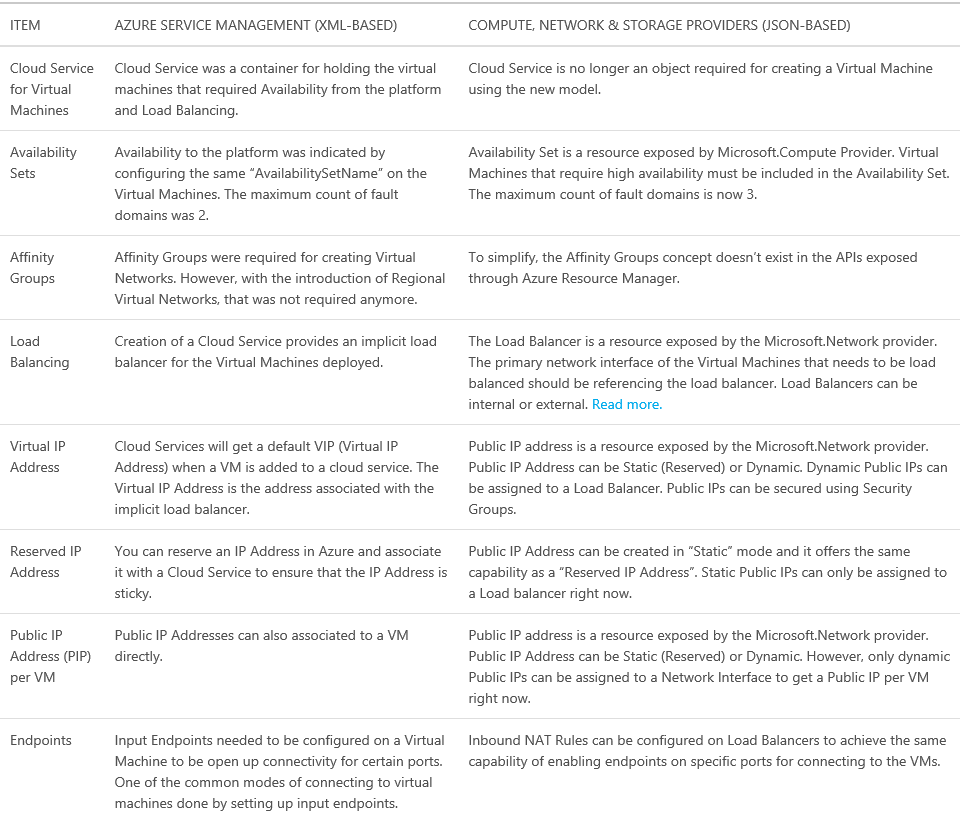 ITEM
AZURE SERVICE MANAGEMENT (XML-BASED)
COMPUTE, NETWORK & STORAGE PROVIDERS (JSON-BASED)
Cloud Service
for Virtual
Machines
Cloud Service was a container for holding the virtual
machines that required Availability from the platform
and Load Balancing.
Cloud Service is no longer an object required for creating a Virtual Machine
using the new model.
Availability
Sets
Availability to the platform was indicated by
configuring the same “AvailabilitySetName” on the
Virtual Machines. The maximum count of fault
domains was 2.
Availability Set is a resource exposed by Microsoft.Compute Provider. Virtual
Machines that require high availability must be included in the Availability Set.
The maximum count of fault domains is now 3.
Affinity
Groups
Affinity Groups were required for creating Virtual
Networks. However, with the introduction of Regional
Virtual Networks, that was not required anymore.
To simplify, the Affinity Groups concept doesn’t exist in the APIs exposed
through Azure Resource Manager.
Load
Balancing
Creation of a Cloud Service provides an implicit load
balancer for the Virtual Machines deployed.
The Load Balancer is a resource exposed by the Microsoft.Network provider.
The primary network interface of the Virtual Machines that needs to be load
balanced should be referencing the load balancer. Load Balancers can be
internal or external. Read more.
Virtual IP
Address
Cloud Services will get a default VIP (Virtual IP
Address) when a VM is added to a cloud service. The
Virtual IP Address is the address associated with the
implicit load balancer.
Public IP address is a resource exposed by the Microsoft.Network provider.
Public IP Address can be Static (Reserved) or Dynamic. Dynamic Public IPs can
be assigned to a Load Balancer. Public IPs can be secured using Security
Groups.
Reserved IP
Address
You can reserve an IP Address in Azure and associate
it with a Cloud Service to ensure that the IP Address is
sticky.
Public IP Address can be created in “Static” mode and it offers the same
capability as a “Reserved IP Address”. Static Public IPs can only be assigned to
a Load balancer right now.
Public IP
Address (PIP)
per VM
Public IP Addresses can also associated to a VM
directly.
Public IP address is a resource exposed by the Microsoft.Network provider.
Public IP Address can be Static (Reserved) or Dynamic. However, only dynamic
Public IPs can be assigned to a Network Interface to get a Public IP per VM
right now.
Endpoints
Input Endpoints needed to be configured on a Virtual
Machine to be open up connectivity for certain ports.
One of the common modes of connecting to virtual
machines done by setting up input endpoints.
Inbound NAT Rules can be configured on Load Balancers to achieve the same
capability of enabling endpoints on specific ports for connecting to the VMs.